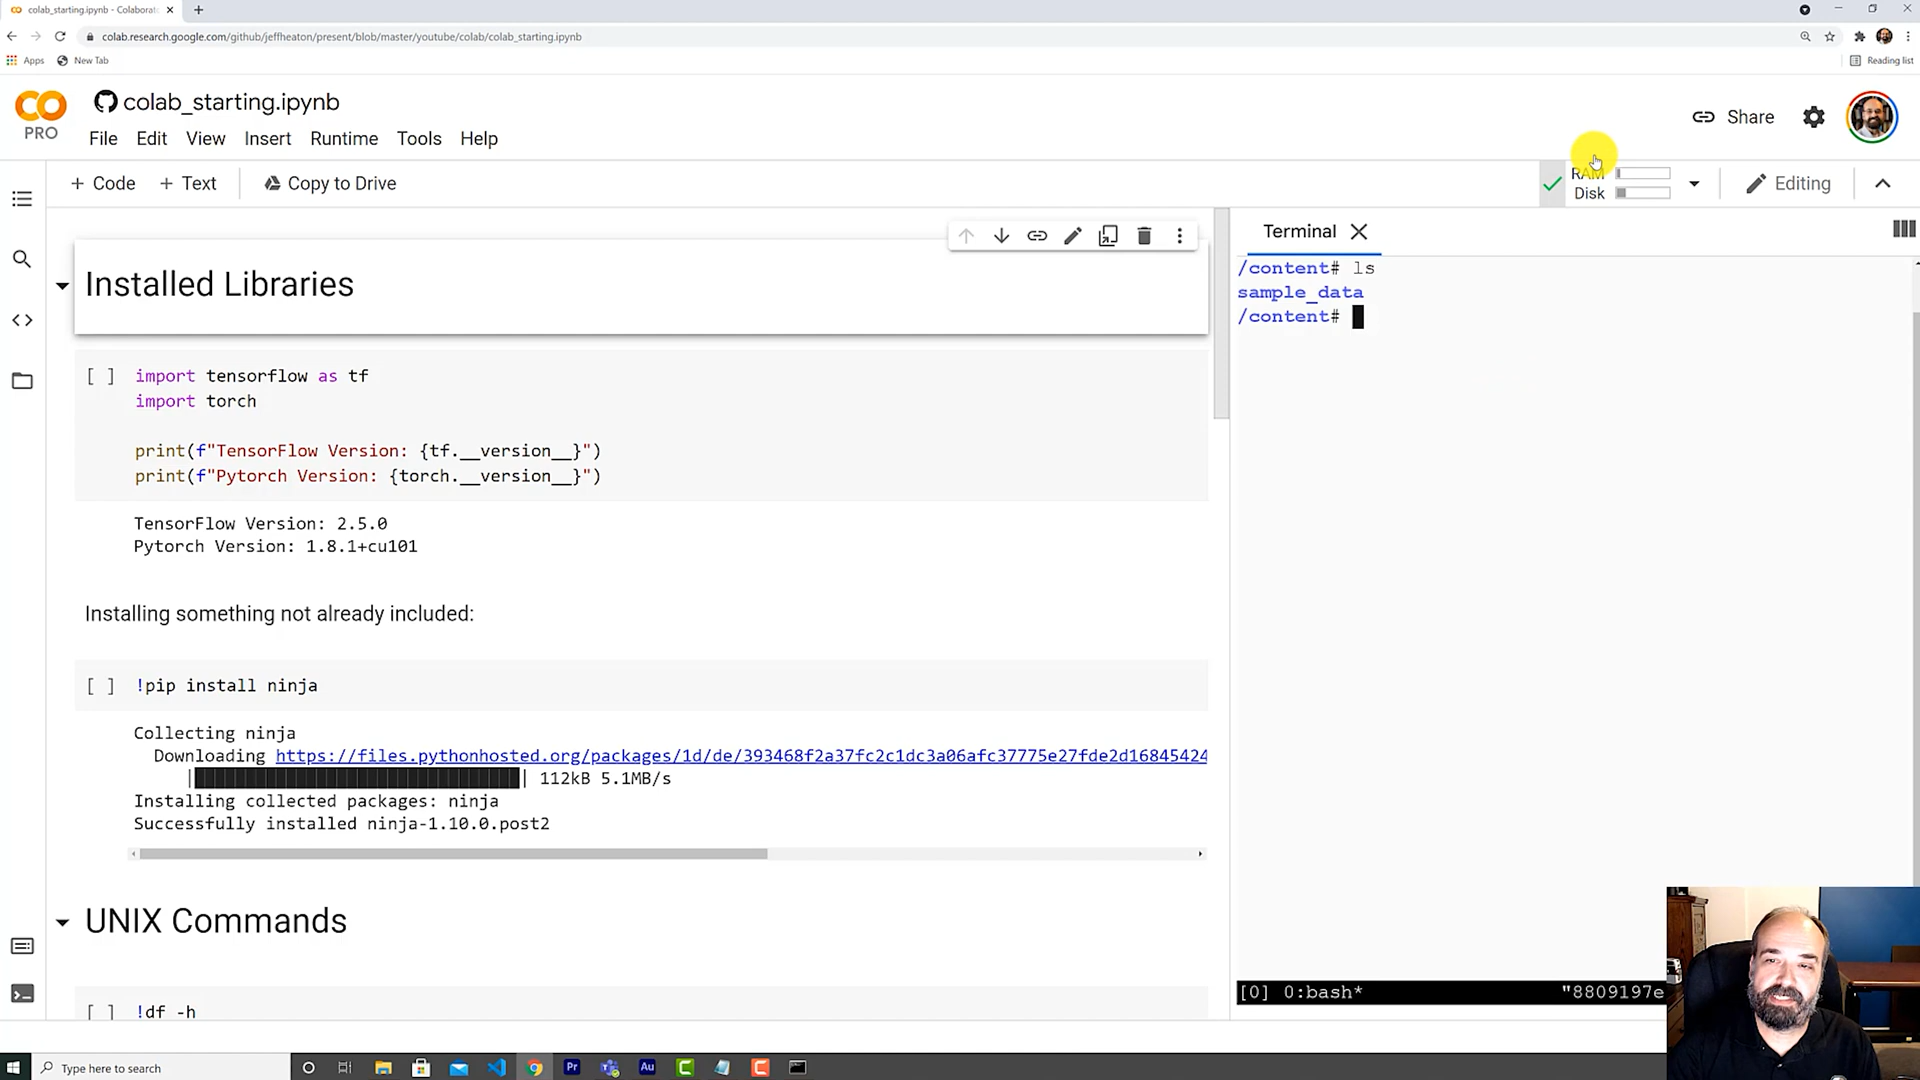 colab_starting.ipynb - Colaborat
colab.research.google.com/github/jeffheaton/present/blob/master/youtube/colab/colab_starting.ipynb
Apps
New Tab
Reading list
CO
PRO
colab_starting.ipynb
File Edit View Insert Runtime Tools Help
Share
+ Code + Text Copy to Drive
RAM
Disk
Editing
Installed Libraries
[ ] import tensorflow as tf
import torch
print(f"TensorFlow Version: {tf.__version__}")
print(f"Pytorch Version: {torch.__version__}")
TensorFlow Version: 2.5.0
Pytorch Version: 1.8.1+cu101
Installing something not already included:
[ ] !pip install ninja
Collecting ninja
Downloading https://files.pythonhosted.org/packages/1d/de/393468f2a37fc2c1dc3a06afc37775e27fde2d16845424
|████████████████████████████████| 112kB 5.1MB/s
Installing collected packages: ninja
Successfully installed ninja-1.10.0.post2
UNIX Commands
[ ] !df -h
Terminal
/content# ls
sample_data
/content#
[0] 0:bash* "8809197e
Type here to search
Pr
Au